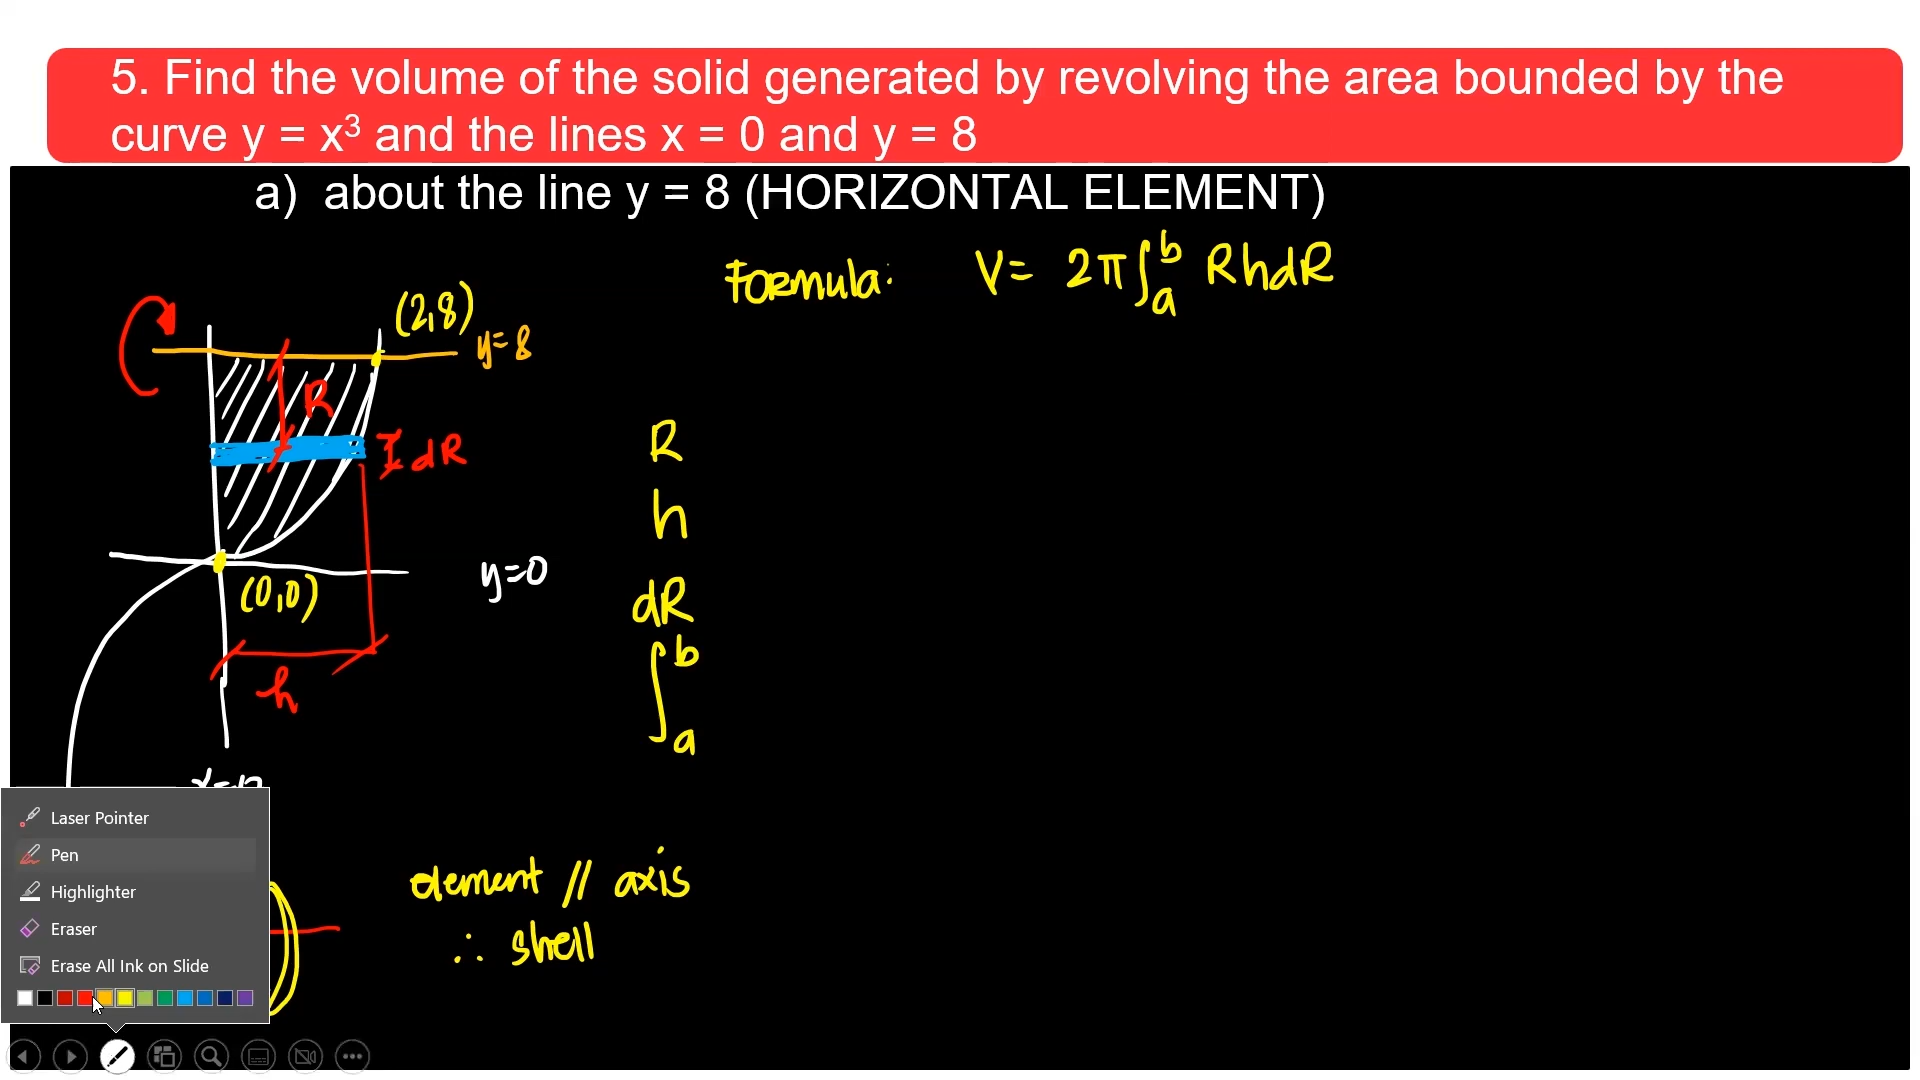 5. Find the volume of the solid generated by revolving the area bounded by the
curve y = x³ and the lines x = 0 and y = 8
a) about the line y = 8 (HORIZONTAL ELEMENT)
Formula: V = 2π∫ₐᵇ RhdR
(2,8)
y=8
R
dR
y=0
(0,0)
h
R
h
dR
∫ₐᵇ
element // axis
∴ shell
Laser Pointer
Pen
Highlighter
Eraser
Erase All Ink on Slide